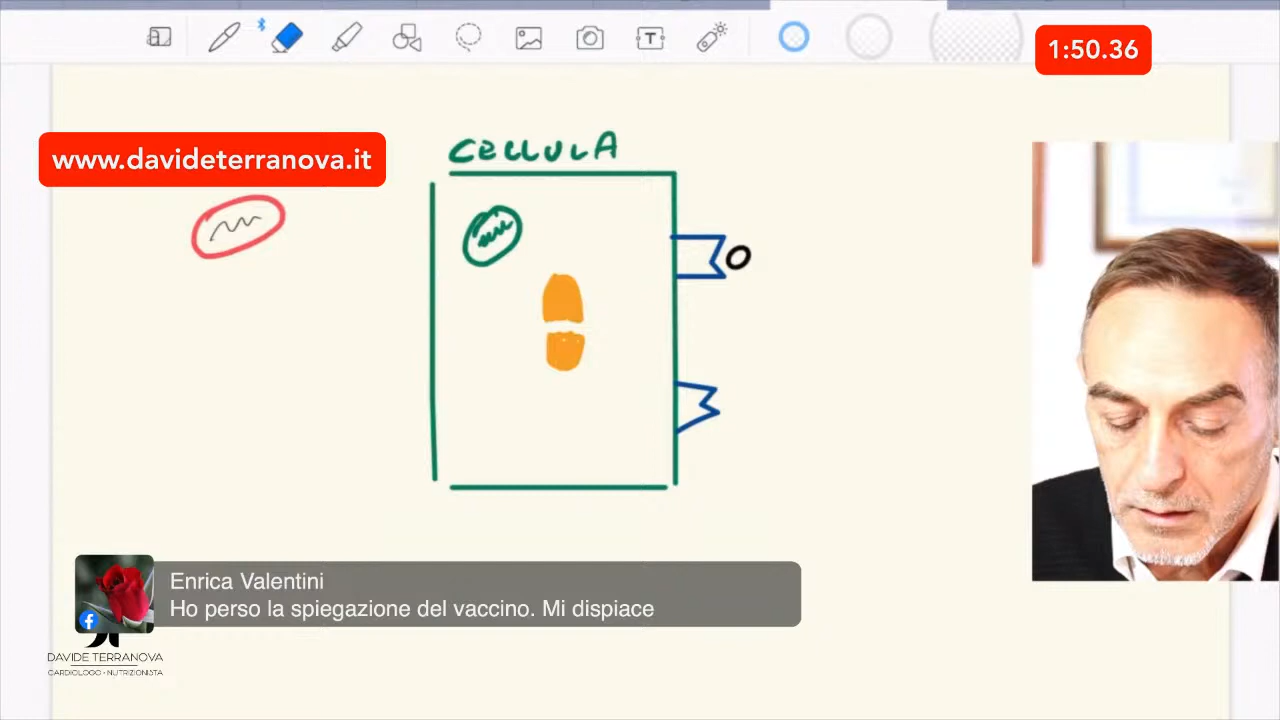 1:50.36
www.davideterranova.it
CELLULA
Enrica Valentini
Ho perso la spiegazione del vaccino. Mi dispiace
DAVIDE TERRANOVA
CARDIOLOGO • NUTRIZIONISTA